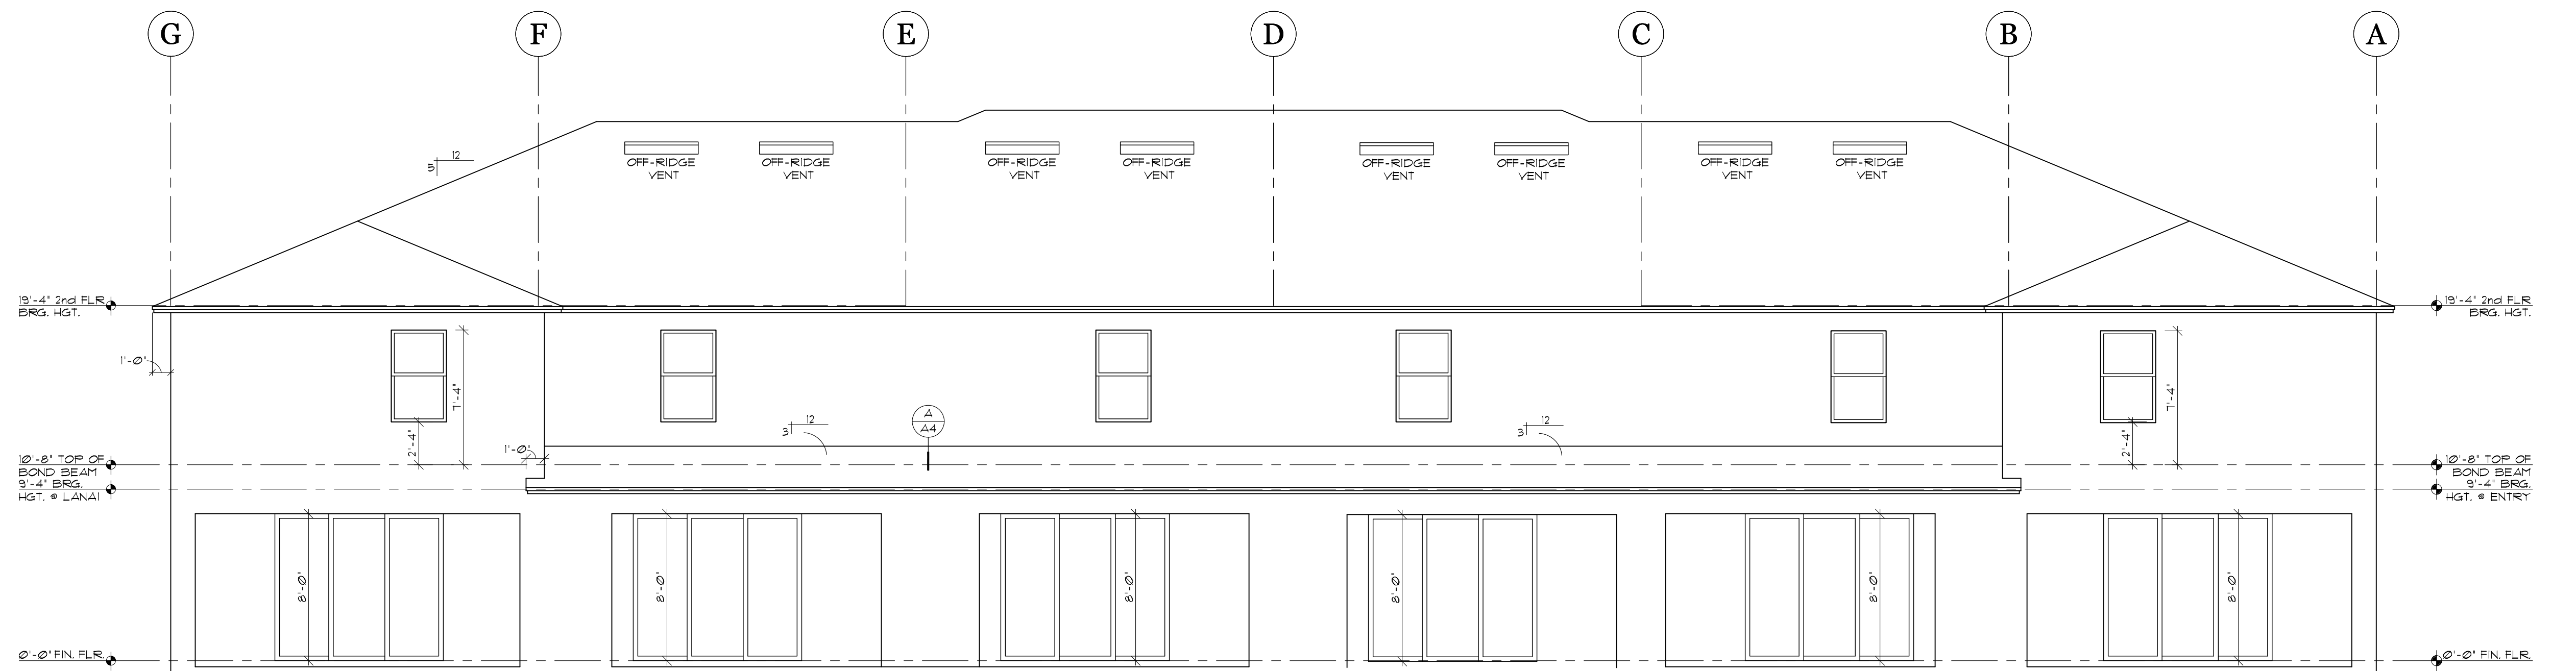 G F E D C B A
12
5
OFF-RIDGE
VENT
OFF-RIDGE
VENT
OFF-RIDGE
VENT
OFF-RIDGE
VENT
OFF-RIDGE
VENT
OFF-RIDGE
VENT
OFF-RIDGE
VENT
OFF-RIDGE
VENT
19'-4" 2nd FLR
BRG. HGT.
19'-4" 2nd FLR
BRG. HGT.
1'-0"
7'-4"
2'-4"
1'-0"
12
3
A
A4
12
3
7'-4"
2'-4"
10'-8" TOP OF
BOND BEAM
9'-4" BRG.
HGT. @ LANAI
10'-8" TOP OF
BOND BEAM
9'-4" BRG.
HGT. @ ENTRY
8'-0"
8'-0"
8'-0"
8'-0"
8'-0"
8'-0"
0'-0" FIN. FLR.
0'-0" FIN. FLR.